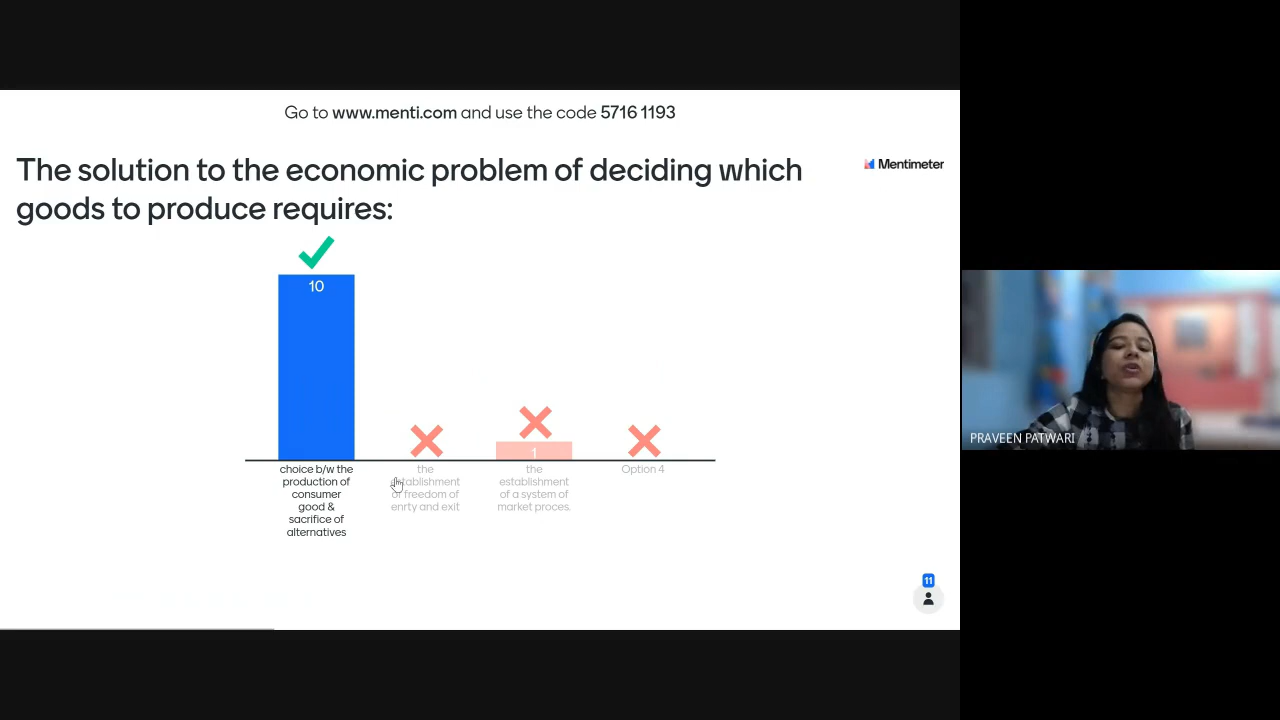 Go to www.menti.com and use the code 5716 1193
The solution to the economic problem of deciding which
goods to produce requires:
Mentimeter
10
1
choice b/w the
production of
consumer
good &
sacrifice of
alternatives
the
establishment
of freedom of
enrty and exit
the
establishment
of a system of
market proces.
Option 4
11
PRAVEEN PATWARI